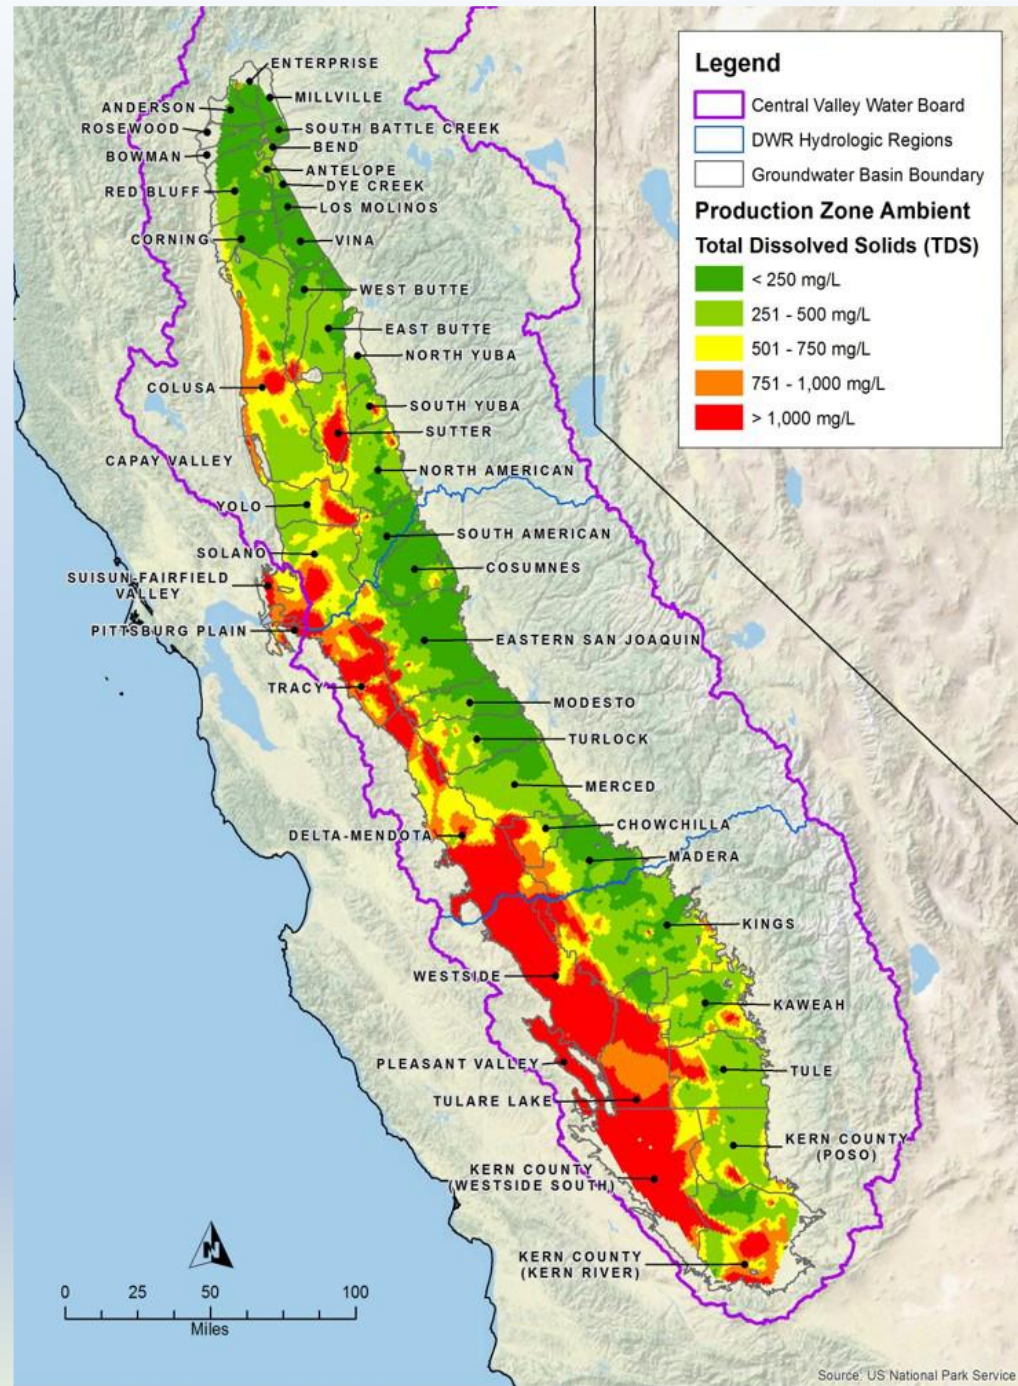 ENTERPRISE
MILLVILLE
ANDERSON
ROSEWOOD
SOUTH BATTLE CREEK
BEND
BOWMAN
ANTELOPE
DYE CREEK
RED BLUFF
LOS MOLINOS
CORNING
VINA
WEST BUTTE
EAST BUTTE
NORTH YUBA
COLUSA
SOUTH YUBA
SUTTER
CAPAY VALLEY
NORTH AMERICAN
YOLO
SOUTH AMERICAN
SOLANO
COSUMNES
SUISUN-FAIRFIELD
VALLEY
PITTSBURG PLAIN
EASTERN SAN JOAQUIN
TRACY
MODESTO
TURLOCK
MERCED
CHOWCHILLA
DELTA-MENDOTA
MADERA
KINGS
WESTSIDE
KAWEAH
PLEASANT VALLEY
TULE
TULARE LAKE
KERN COUNTY
(POSO)
KERN COUNTY
(WESTSIDE SOUTH)
KERN COUNTY
(KERN RIVER)
Legend
Central Valley Water Board
DWR Hydrologic Regions
Groundwater Basin Boundary
Production Zone Ambient
Total Dissolved Solids (TDS)
< 250 mg/L
251 - 500 mg/L
501 - 750 mg/L
751 - 1,000 mg/L
> 1,000 mg/L
N
0 25 50 100
Miles
Source: US National Park Service